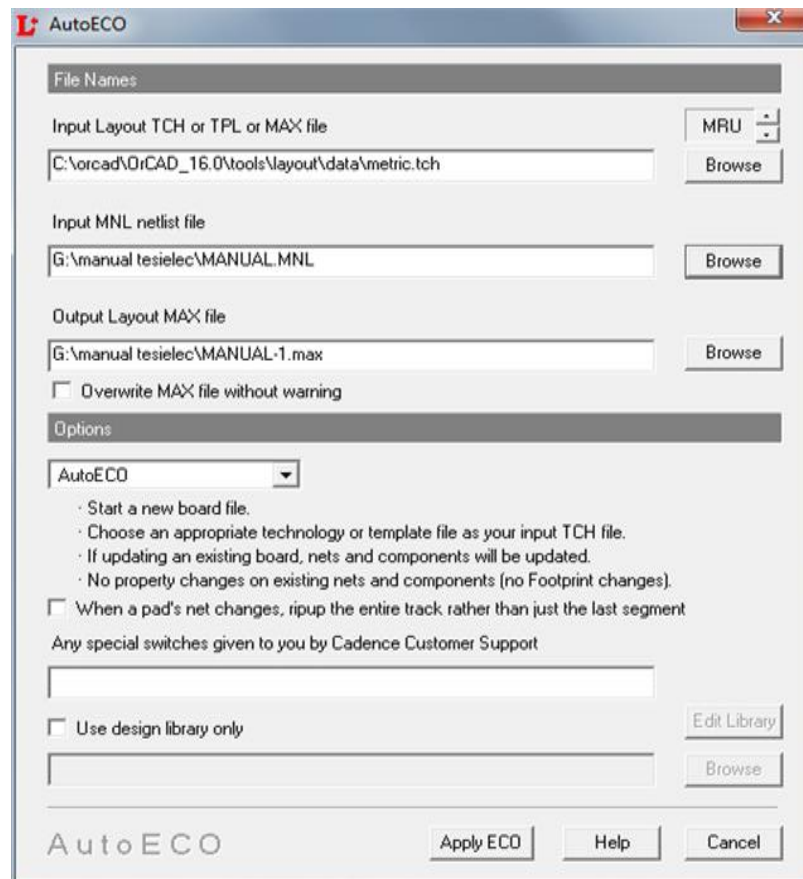 AutoECO
File Names
Input Layout TCH or TPL or MAX file
MRU
C:\orcad\OrCAD_16.0\tools\layout\data\metric.tch
Browse
Input MNL netlist file
G:\manual tesielec\MANUAL.MNL
Browse
Output Layout MAX file
G:\manual tesielec\MANUAL-1.max
Browse
Overwrite MAX file without warning
Options
AutoECO
· Start a new board file.
· Choose an appropriate technology or template file as your input TCH file.
· If updating an existing board, nets and components will be updated.
· No property changes on existing nets and components (no Footprint changes).
When a pad's net changes, ripup the entire track rather than just the last segment
Any special switches given to you by Cadence Customer Support
Use design library only
Edit Library
Browse
AutoECO
Apply ECO
Help
Cancel